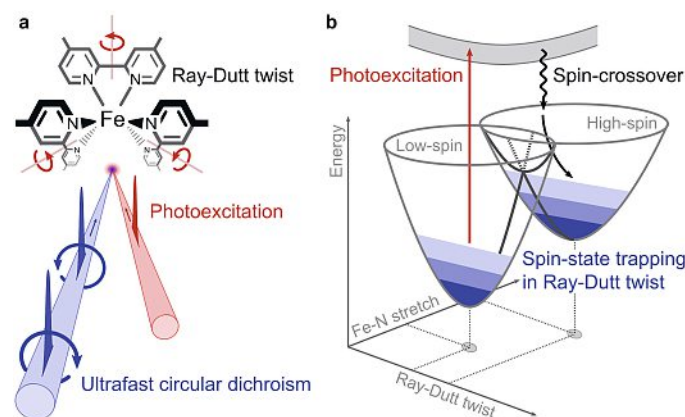 a
Ray-Dutt twist
N
N
N
Fe
N
N
N
Photoexcitation
Ultrafast circular dichroism
b
Photoexcitation
Spin-crossover
High-spin
Low-spin
Energy
Spin-state trapping
in Ray-Dutt twist
Fe-N stretch
Ray-Dutt twist